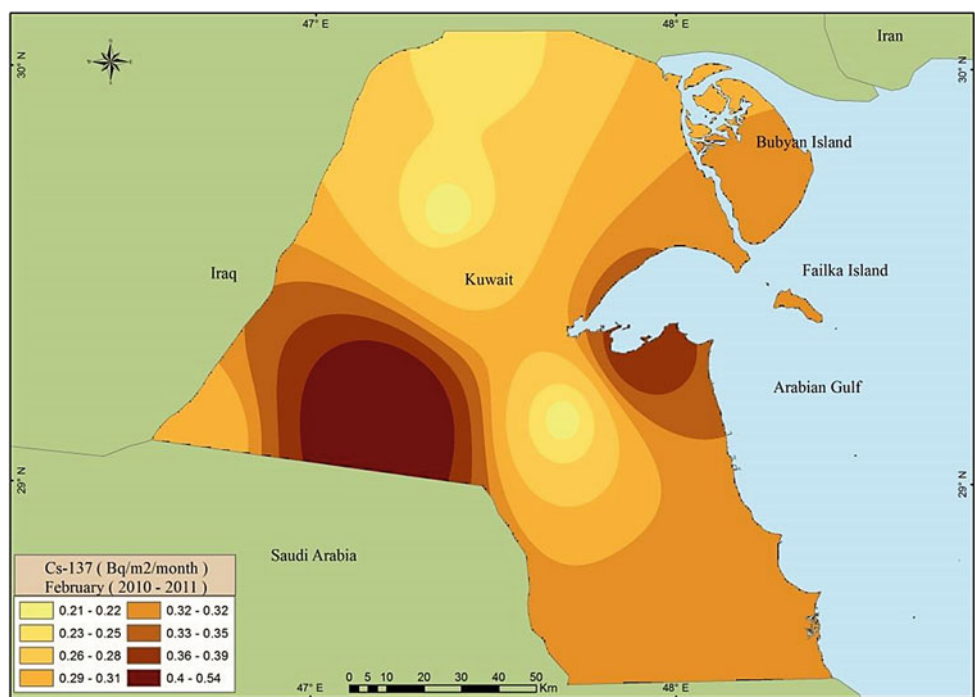 47° E
48° E
Iran
30° N
30° N
Bubyan Island
Iraq
Kuwait
Failka Island
Arabian Gulf
29° N
29° N
Saudi Arabia
Cs-137 ( Bq/m2/month )
February ( 2010 - 2011 )
0.21 - 0.22
0.32 - 0.32
0.23 - 0.25
0.33 - 0.35
0.26 - 0.28
0.36 - 0.39
0.29 - 0.31
0.4 - 0.54
0 5 10 20 30 40 50
Km
47° E
48° E